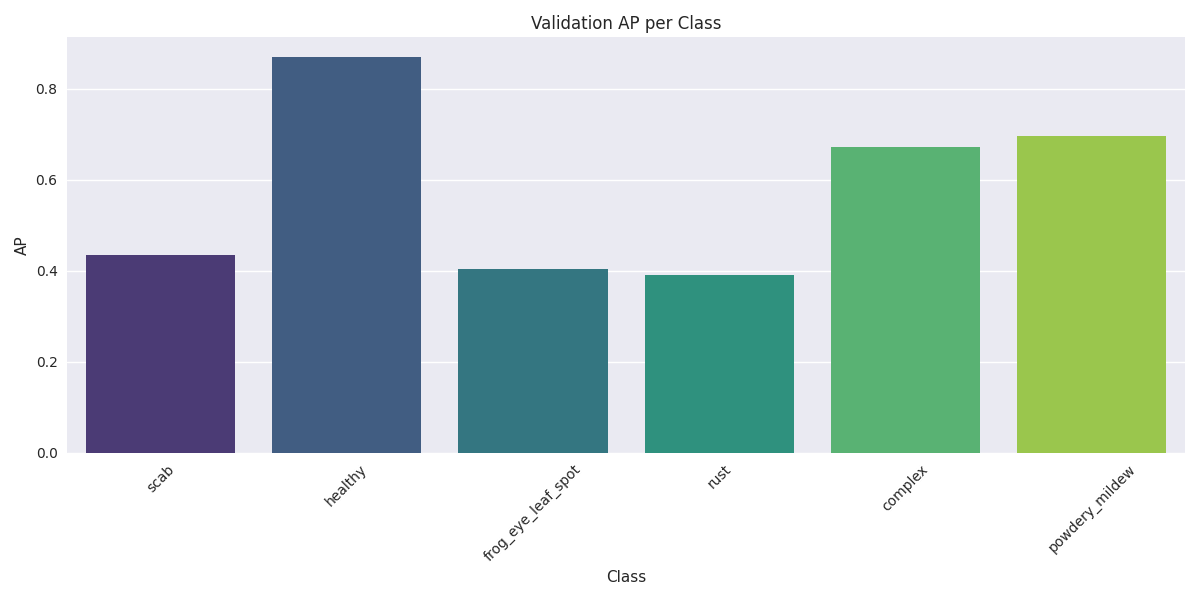 Validation AP per Class
AP
0.8
0.6
0.4
0.2
0.0
scab
healthy
frog_eye_leaf_spot
rust
complex
powdery_mildew
Class